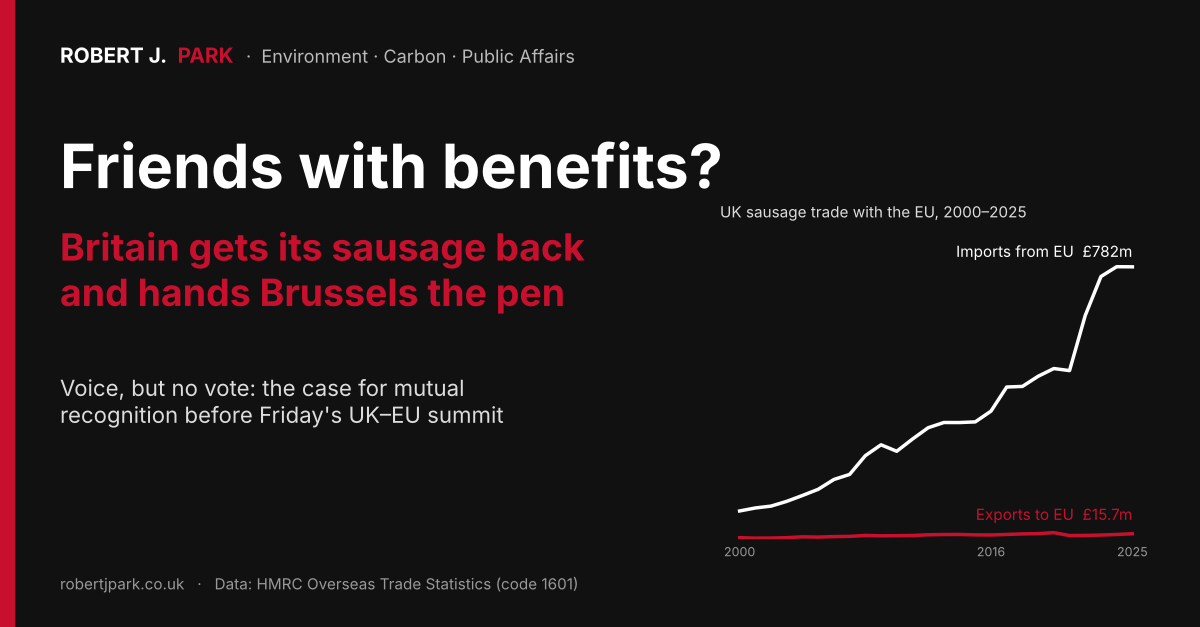 ROBERT J. PARK · Environment · Carbon · Public Affairs
Friends with benefits?
Britain gets its sausage back
and hands Brussels the pen
Voice, but no vote: the case for mutual
recognition before Friday's UK–EU summit
UK sausage trade with the EU, 2000–2025
Imports from EU £782m
Exports to EU £15.7m
2000 2016 2025
robertjpark.co.uk · Data: HMRC Overseas Trade Statistics (code 1601)